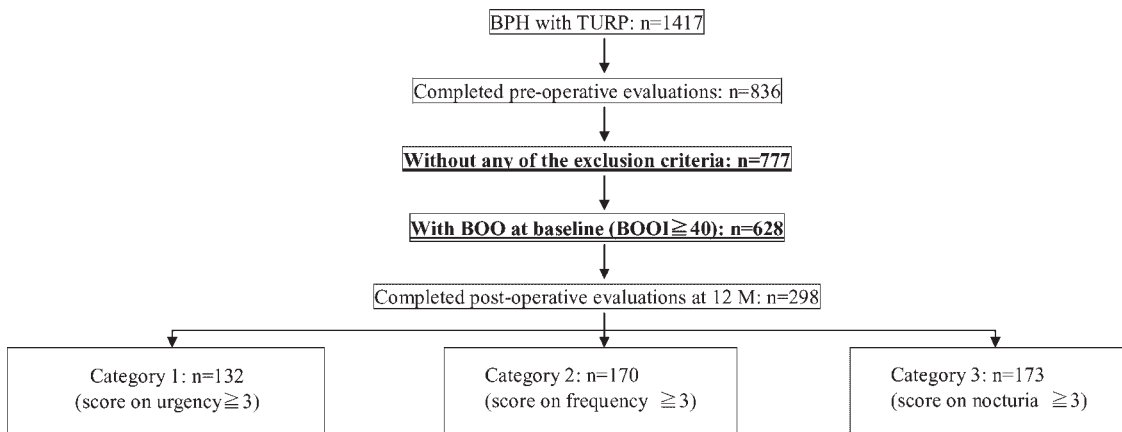 BPH with TURP: n=1417
Completed pre-operative evaluations: n=836
Without any of the exclusion criteria: n=777
With BOO at baseline (BOOI≧40): n=628
Completed post-operative evaluations at 12 M: n=298
Category 1: n=132
(score on urgency≧3)
Category 2: n=170
(score on frequency ≧3)
Category 3: n=173
(score on nocturia ≧3)